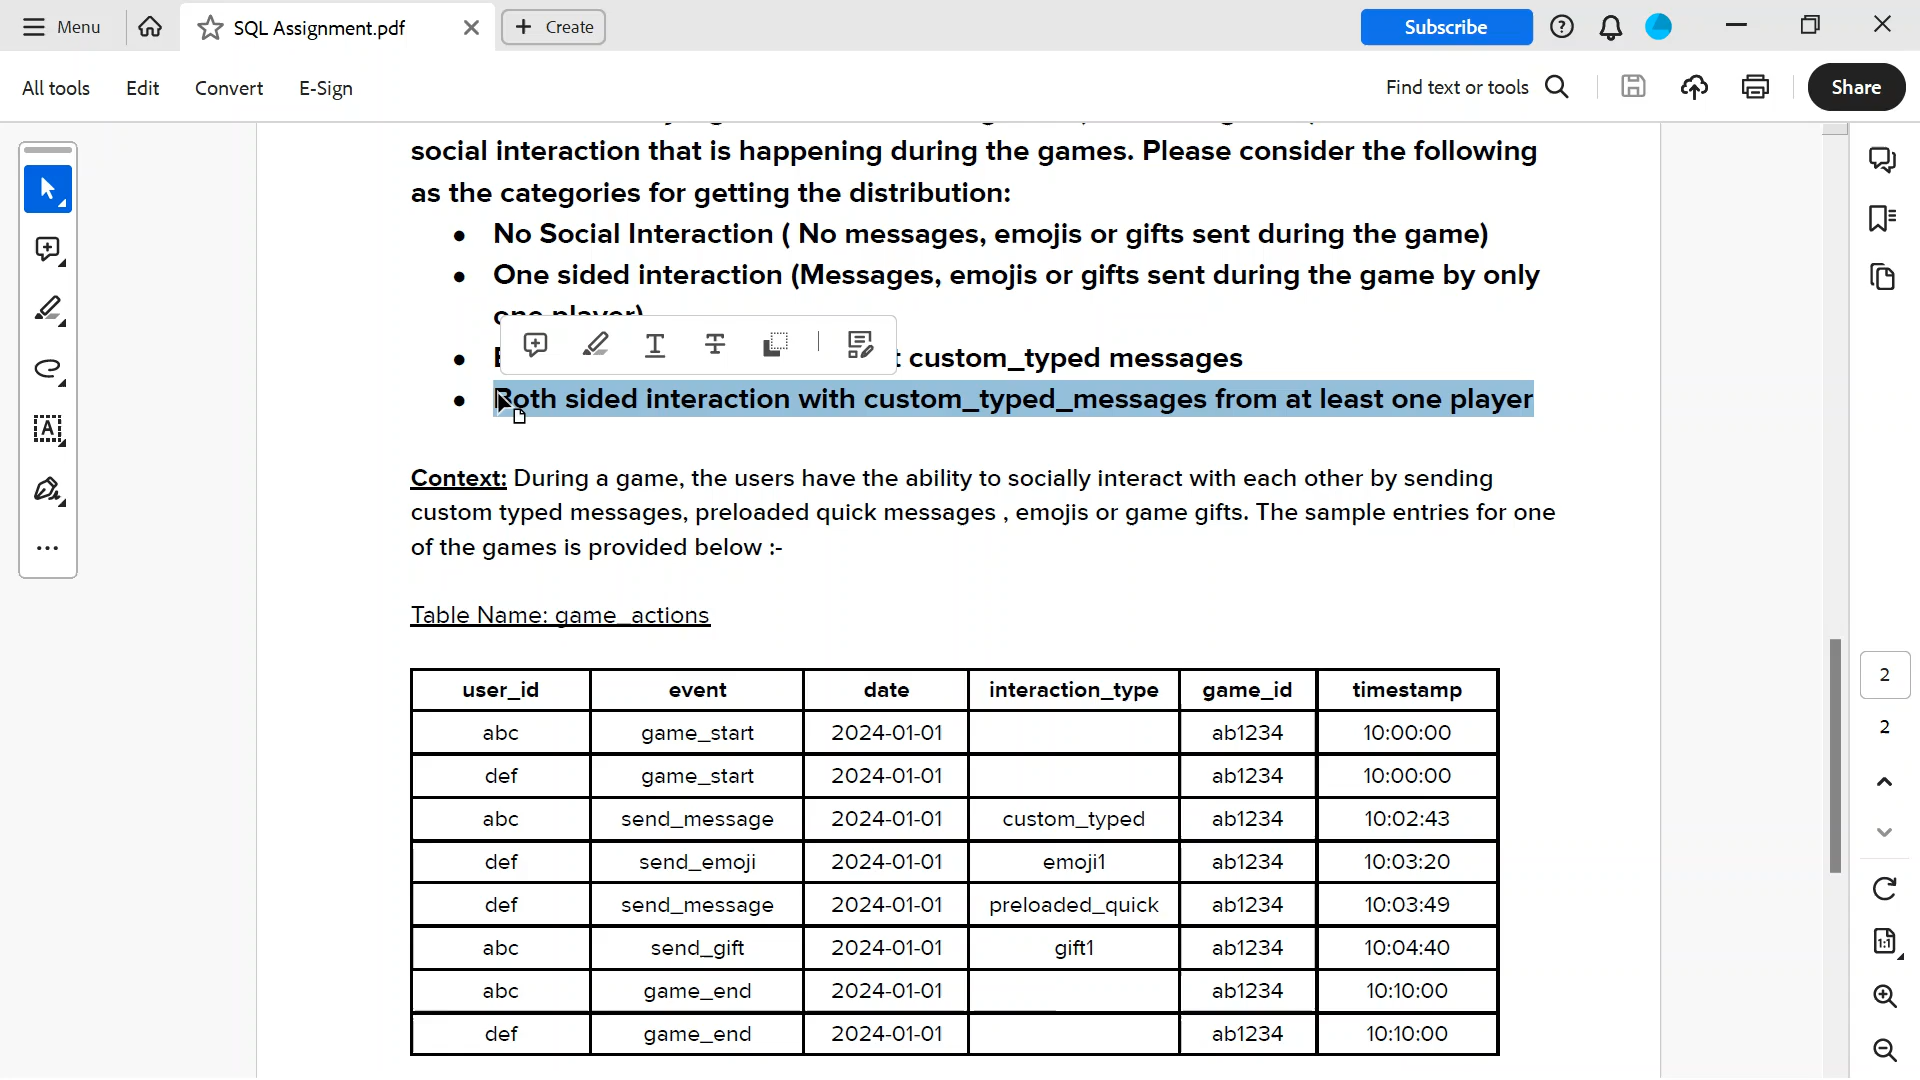 Menu
SQL Assignment.pdf
Create
Subscribe
All tools
Edit
Convert
E-Sign
Find text or tools
Share
social interaction that is happening during the games. Please consider the following
as the categories for getting the distribution:
● No Social Interaction ( No messages, emojis or gifts sent during the game)
● One sided interaction (Messages, emojis or gifts sent during the game by only
one player)
● custom_typed messages
● Both sided interaction with custom_typed_messages from at least one player
Context: During a game, the users have the ability to socially interact with each other by sending
custom typed messages, preloaded quick messages , emojis or game gifts. The sample entries for one
of the games is provided below :-
Table Name: game_actions
user_id event date interaction_type game_id timestamp
abc game_start 2024-01-01 ab1234 10:00:00
def game_start 2024-01-01 ab1234 10:00:00
abc send_message 2024-01-01 custom_typed ab1234 10:02:43
def send_emoji 2024-01-01 emoji1 ab1234 10:03:20
def send_message 2024-01-01 preloaded_quick ab1234 10:03:49
abc send_gift 2024-01-01 gift1 ab1234 10:04:40
abc game_end 2024-01-01 ab1234 10:10:00
def game_end 2024-01-01 ab1234 10:10:00
2
2